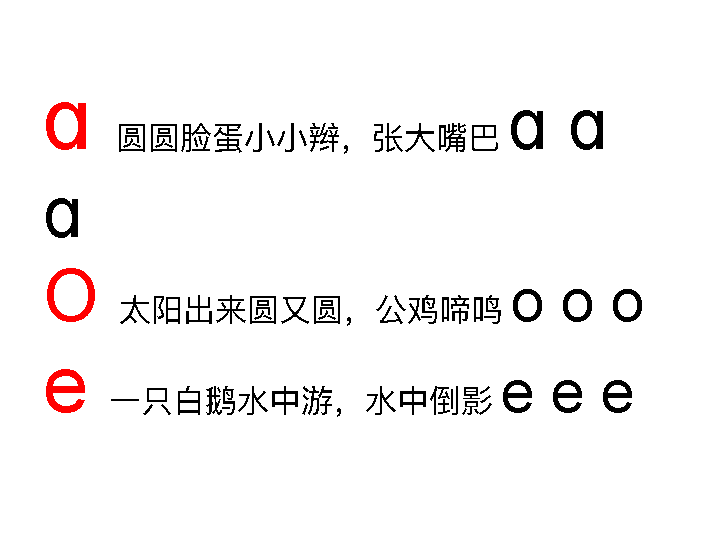 ɑ 圆圆脸蛋小小辫，张大嘴巴 ɑ ɑ
ɑ
O 太阳出来圆又圆，公鸡啼鸣 o o o
e 一只白鹅水中游，水中倒影 e e e